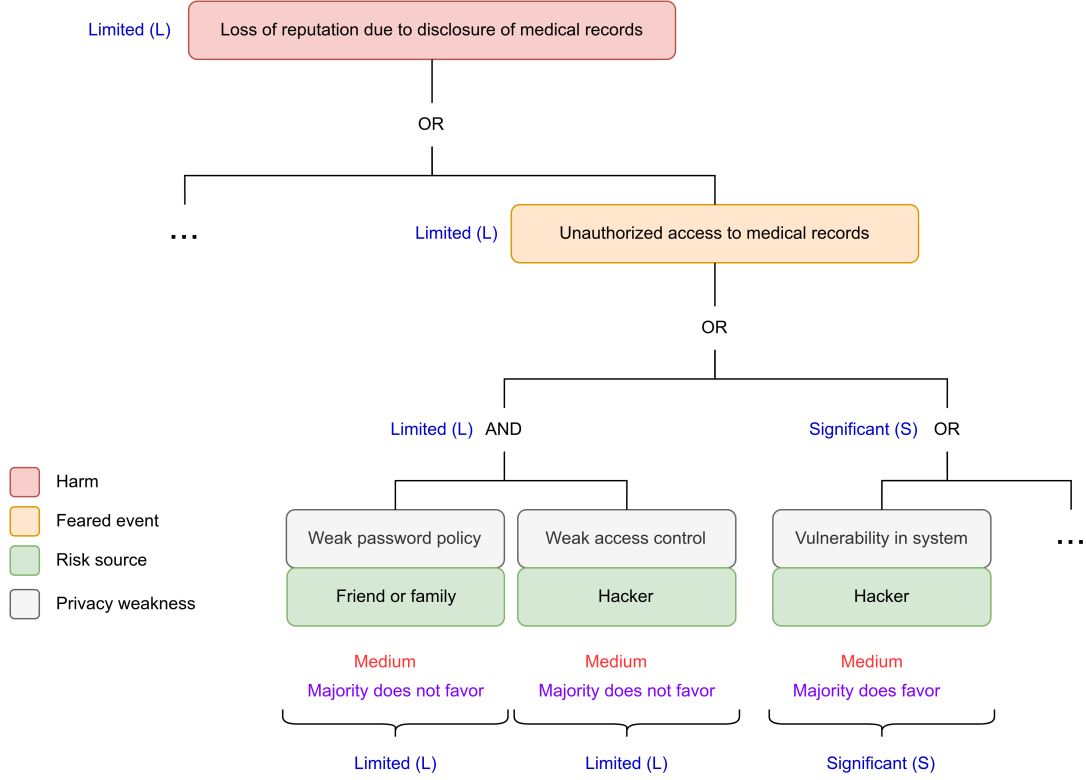 Limited (L)
Loss of reputation due to disclosure of medical records
OR
...
Limited (L)
Unauthorized access to medical records
OR
Limited (L)
AND
Significant (S)
OR
Harm
Feared event
Risk source
Privacy weakness
Weak password policy
Weak access control
Vulnerability in system
...
Friend or family
Hacker
Hacker
Medium
Medium
Medium
Majority does not favor
Majority does not favor
Majority does favor
Limited (L)
Limited (L)
Significant (S)